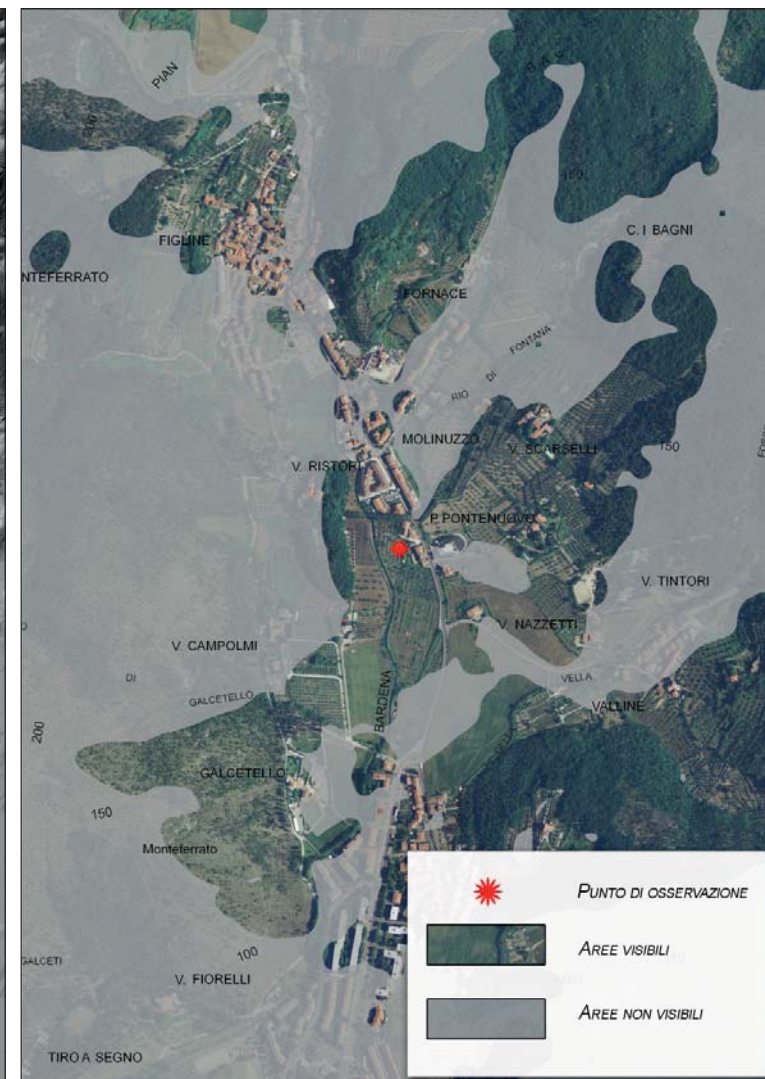 PIAN
200
150
C. I BAGNI
FIGLINE
NTEFERRATO
FORNACE
RIO DI FONTANA
MOLINUZZO
V. SCARSELLI
150
V. RISTORI
P. PONTENUOVO
V. TINTORI
V. NAZZETTI
V. CAMPOLMI
DI GALCETELLO
BARDENA
VELLA
VALLINE
200
GALCETELLO
150
Monteferrato
100
GALCETI
V. FIORELLI
TIRO A SEGNO
PUNTO DI OSSERVAZIONE
AREE VISIBILI
AREE NON VISIBILI